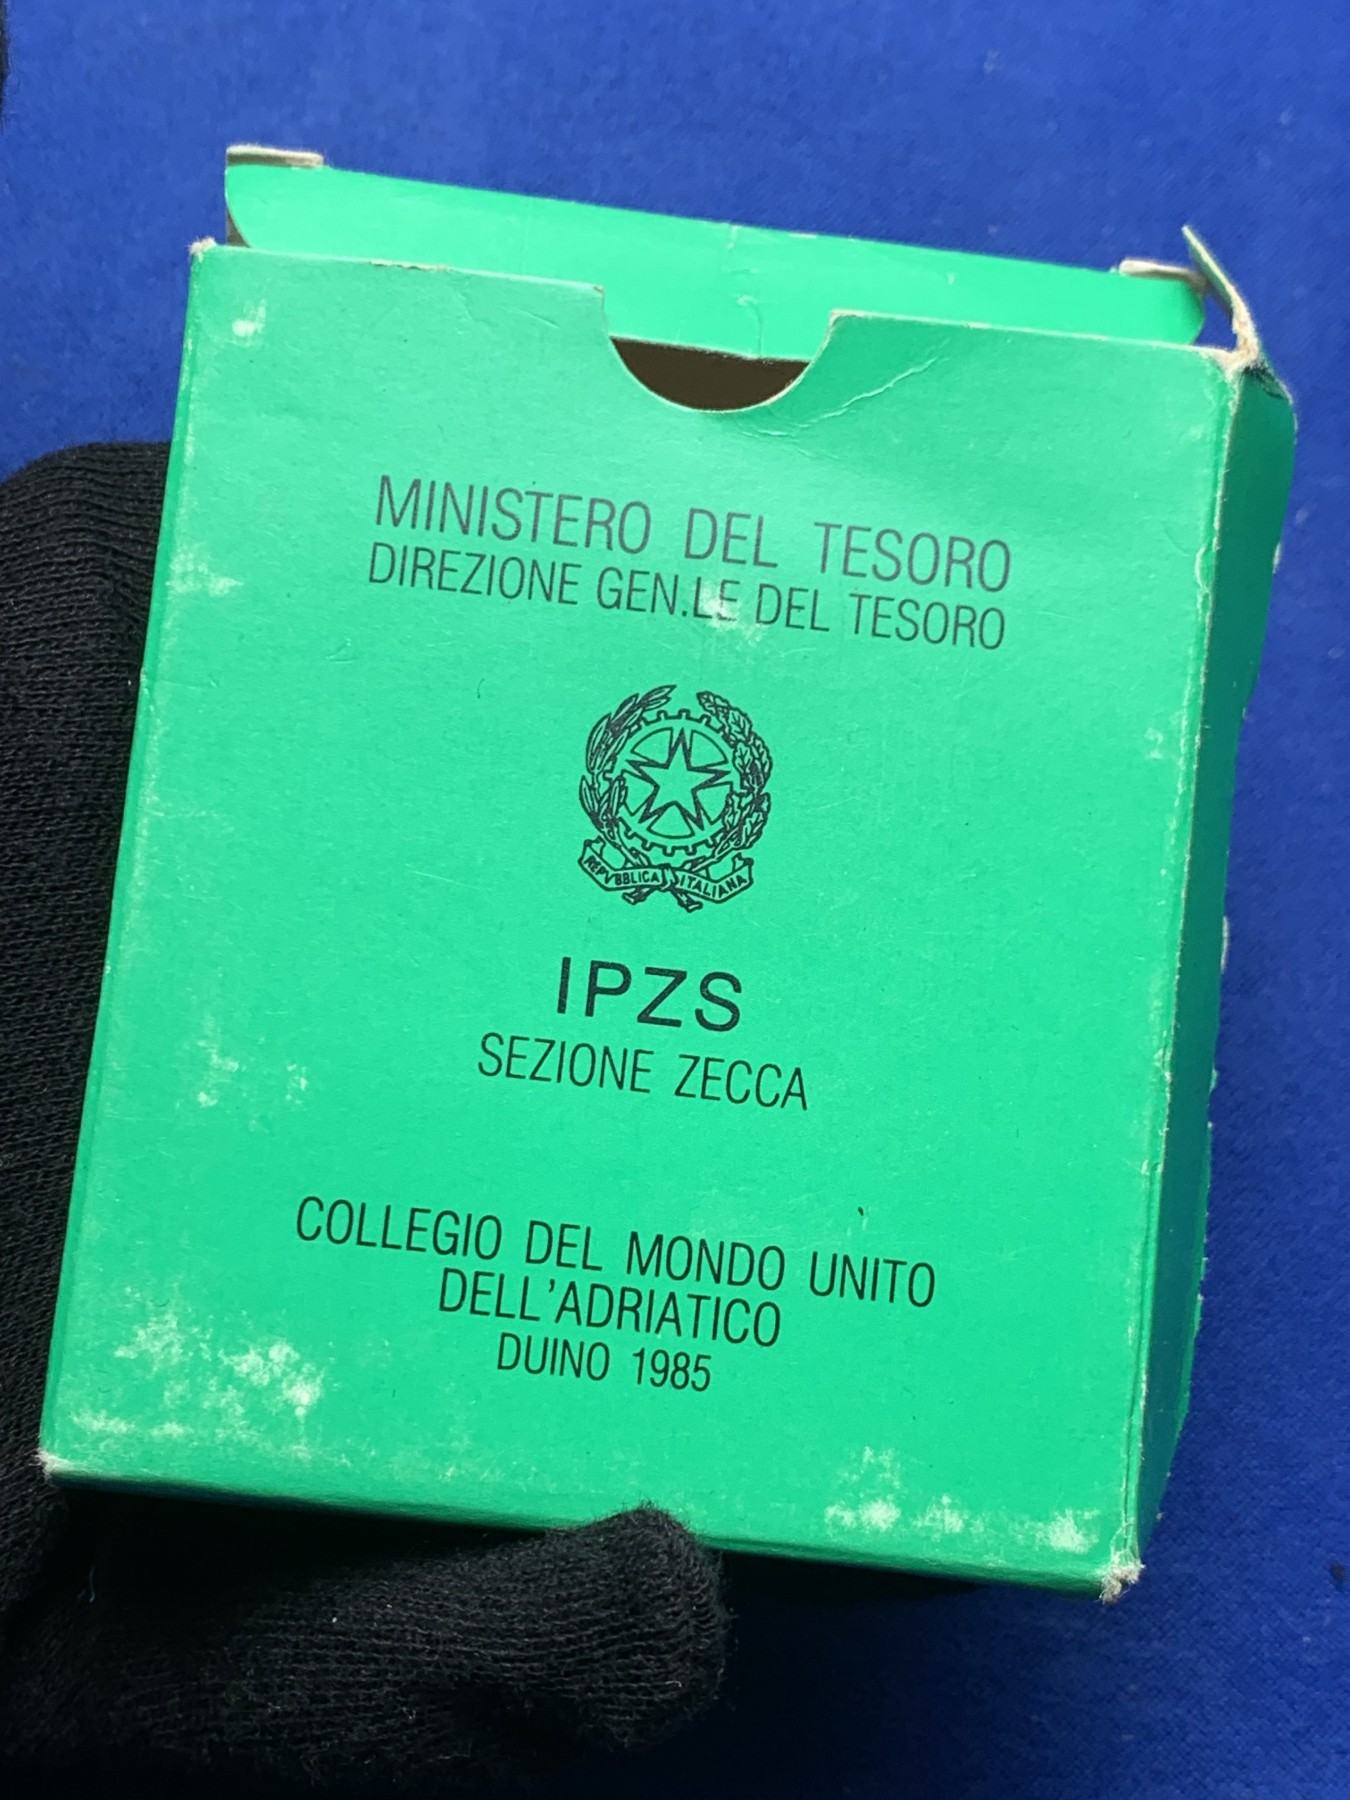 MINISTERO DEL TESORO
DIREZIONE GEN.LE DEL TESORO
REPVBBLICA ITALIANA
IPZS
SEZIONE ZECCA
COLLEGIO DEL MONDO UNITO
DELL'ADRIATICO
DUINO 1985